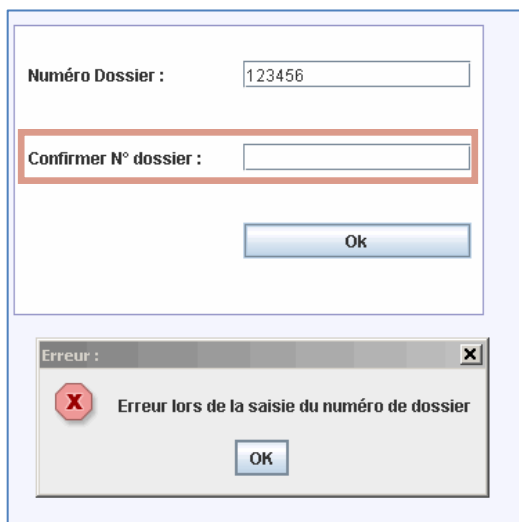 Numéro Dossier : 123456
Confirmer N° dossier :
Ok
Erreur :
X
Erreur lors de la saisie du numéro de dossier
OK